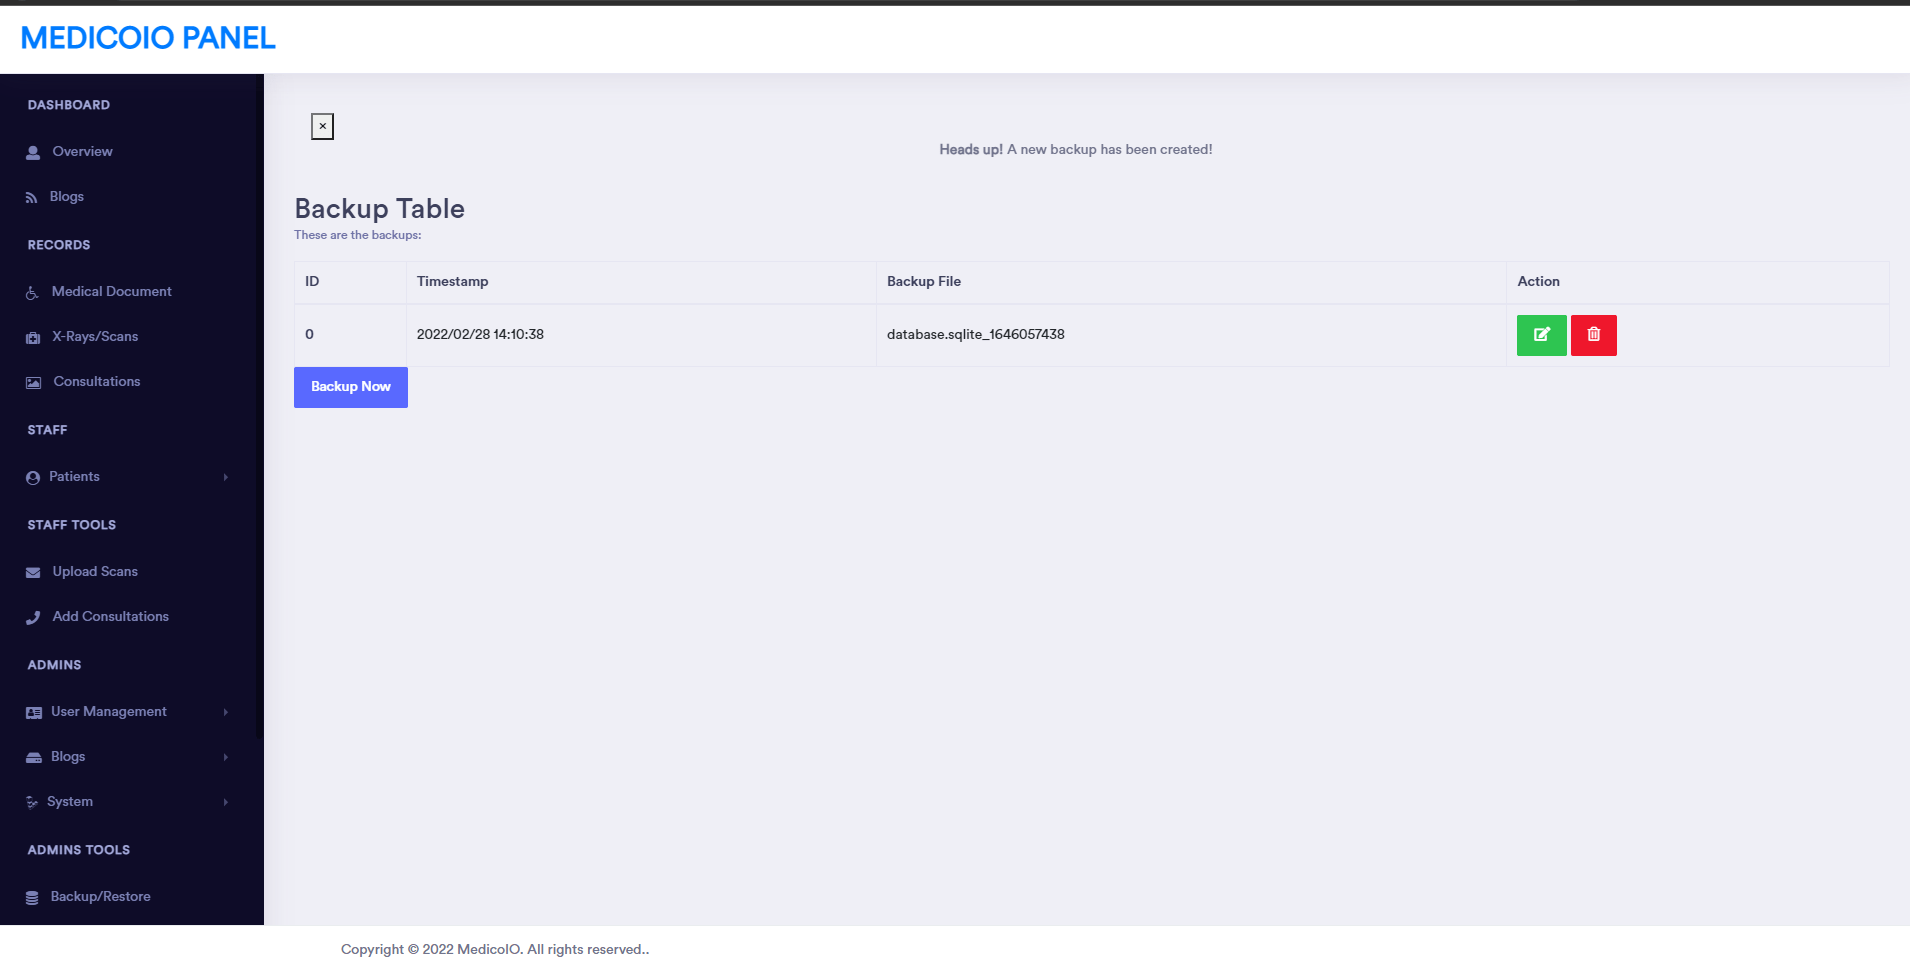 MEDICOIO PANEL
DASHBOARD
Overview
Blogs
RECORDS
Medical Document
X-Rays/Scans
Consultations
STAFF
Patients
STAFF TOOLS
Upload Scans
Add Consultations
ADMINS
User Management
Blogs
System
ADMINS TOOLS
Backup/Restore
×
Heads up! A new backup has been created!
Backup Table
These are the backups:
ID Timestamp Backup File Action
0 2022/02/28 14:10:38 database.sqlite_1646057438
Backup Now
Copyright © 2022 MedicoIO. All rights reserved..